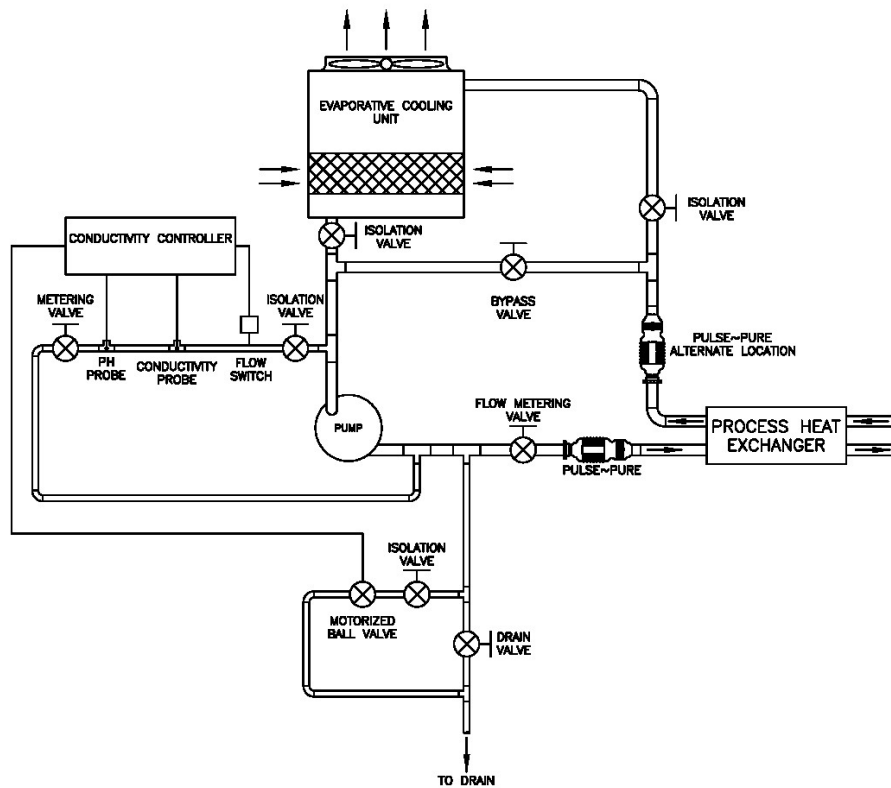 EVAPORATIVE COOLING
UNIT
ISOLATION
VALVE
ISOLATION
VALVE
CONDUCTIVITY CONTROLLER
BYPASS
VALVE
METERING
VALVE
ISOLATION
VALVE
PH
PROBE
CONDUCTIVITY
PROBE
FLOW
SWITCH
PULSE~PURE
ALTERNATE LOCATION
PUMP
FLOW METERING
VALVE
PROCESS HEAT
EXCHANGER
PULSE~PURE
ISOLATION
VALVE
MOTORIZED
BALL VALVE
DRAIN
VALVE
TO DRAIN